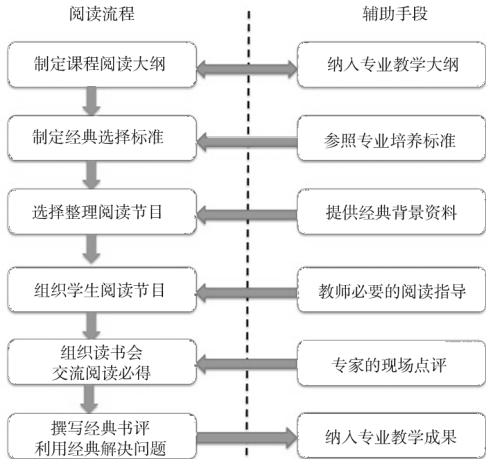 阅读流程
辅助手段
制定课程阅读大纲
纳入专业教学大纲
制定经典选择标准
参照专业培养标准
选择整理阅读节目
提供经典背景资料
组织学生阅读节目
教师必要的阅读指导
组织读书会
交流阅读必得
专家的现场点评
撰写经典书评
利用经典解决问题
纳入专业教学成果